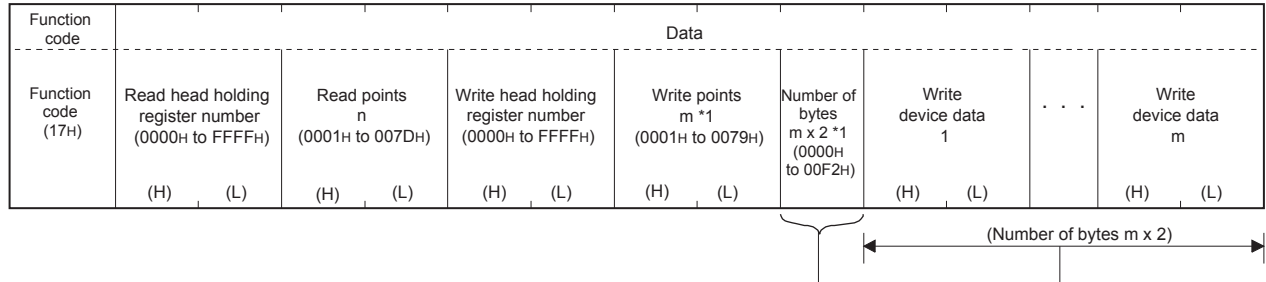 Function
code
Data
Function
code
(17H)
Read head holding
register number
(0000H to FFFFH)
(H) (L)
Read points
n
(0001H to 007DH)
(H) (L)
Write head holding
register number
(0000H to FFFFH)
(H) (L)
Write points
m *1
(0001H to 0079H)
(H) (L)
Number of
bytes
m x 2 *1
(0000H
to 00F2H)
Write
device data
1
(H) (L)
. . .
Write
device data
m
(H) (L)
(Number of bytes m x 2)